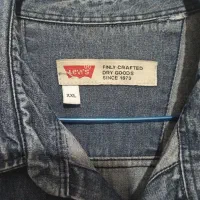 Levi's
FINLY CRAFTED
DRY GOODS
SINCE 1873
XXL